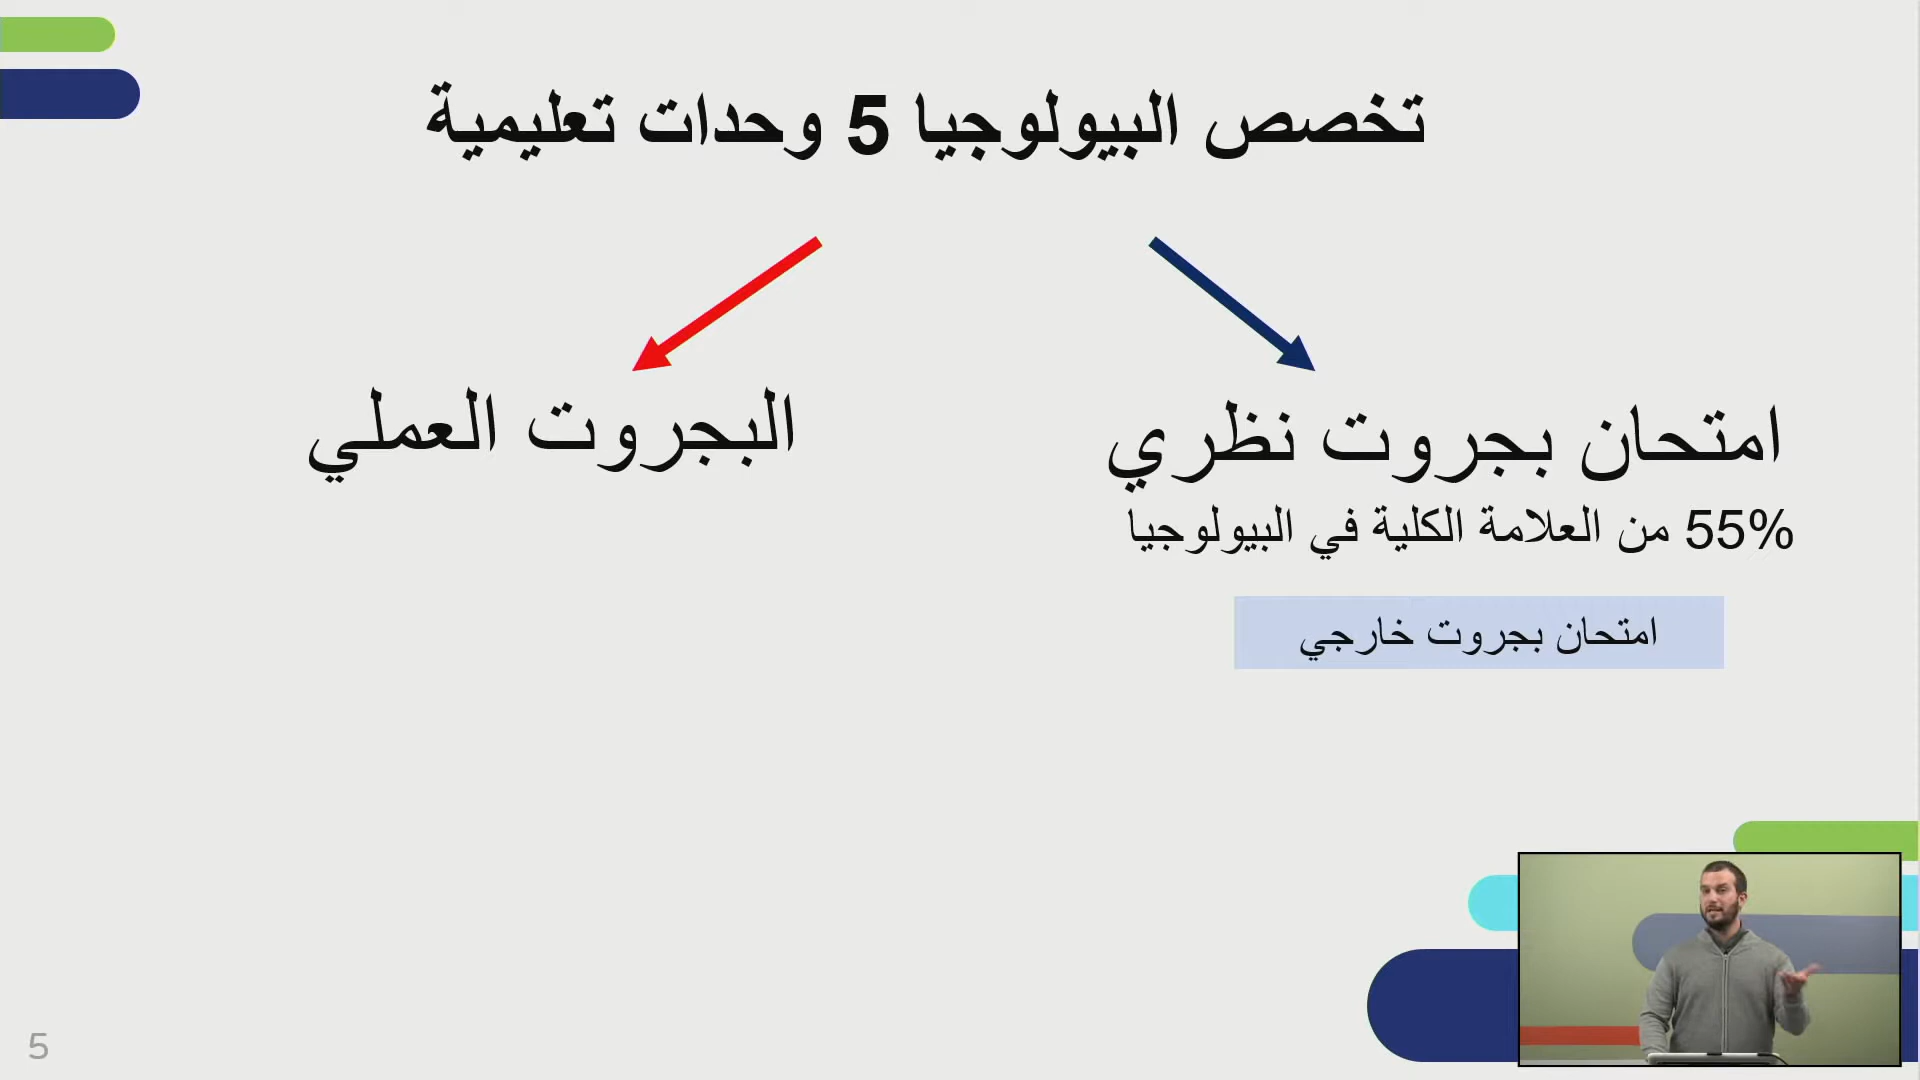 تخصص البيولوجيا 5 وحدات تعليمية
امتحان بجروت نظري
55% من العلامة الكلية في البيولوجيا
امتحان بجروت خارجي
البجروت العملي
5